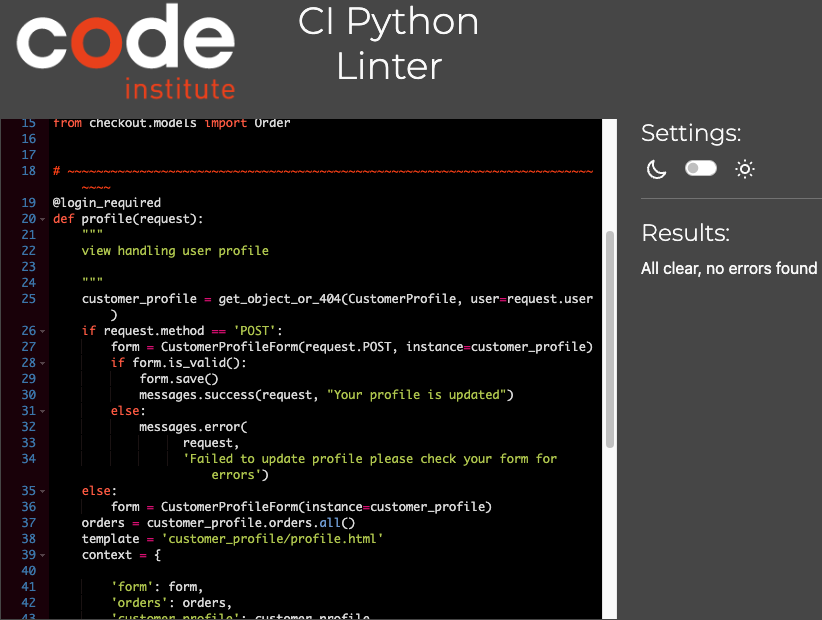 code
institute
CI Python
Linter
15 from checkout.models import Order
16
17
18 # ~~~~~~~~~~~~~~~~~~~~~~~~~~~~~~~~~~~~~~~~~~~~~~~~~~~~~~~~~~~~~~~~~~~~~~~~~
~~~~
19 @login_required
20 def profile(request):
21 """
22 view handling user profile
23
24 """
25 customer_profile = get_object_or_404(CustomerProfile, user=request.user
)
26 if request.method == 'POST':
27 form = CustomerProfileForm(request.POST, instance=customer_profile)
28 if form.is_valid():
29 form.save()
30 messages.success(request, "Your profile is updated")
31 else:
32 messages.error(
33 request,
34 'Failed to update profile please check your form for
errors')
35 else:
36 form = CustomerProfileForm(instance=customer_profile)
37 orders = customer_profile.orders.all()
38 template = 'customer_profile/profile.html'
39 context = {
40
41 'form': form,
42 'orders': orders,
43 'customer_profile': customer_profile
Settings:
Results:
All clear, no errors found